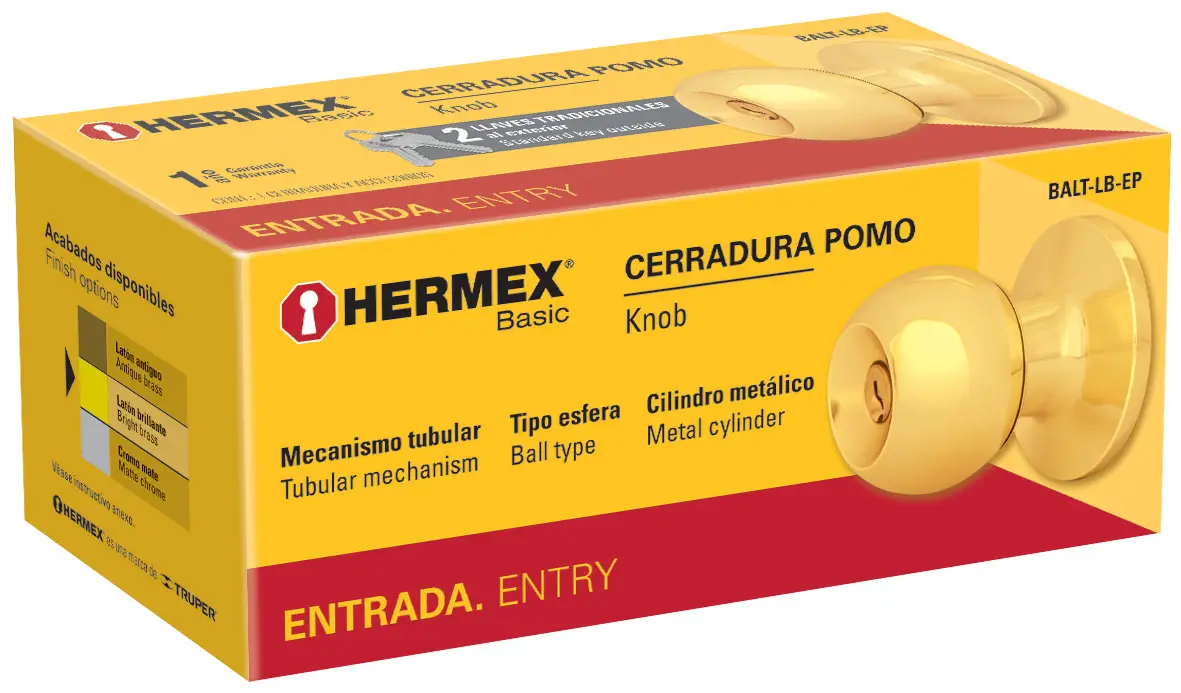 HERMEX®
Basic
CERRADURA POMO
Knob
BALT-LB-EP
2 LLAVES TRADICIONALES
al exterior
Standard key outside
1 año
Garantía
Warranty
ENTRADA. ENTRY
Acabados disponibles
Finish options
Latón antiguo
Antique brass
Latón brillante
Bright brass
Cromo mate
Matte chrome
Véase instructivo anexo.
HERMEX® es una marca de TRUPER®
HERMEX®
Basic
CERRADURA POMO
Knob
BALT-LB-EP
Mecanismo tubular
Tubular mechanism
Tipo esfera
Ball type
Cilindro metálico
Metal cylinder
ENTRADA. ENTRY